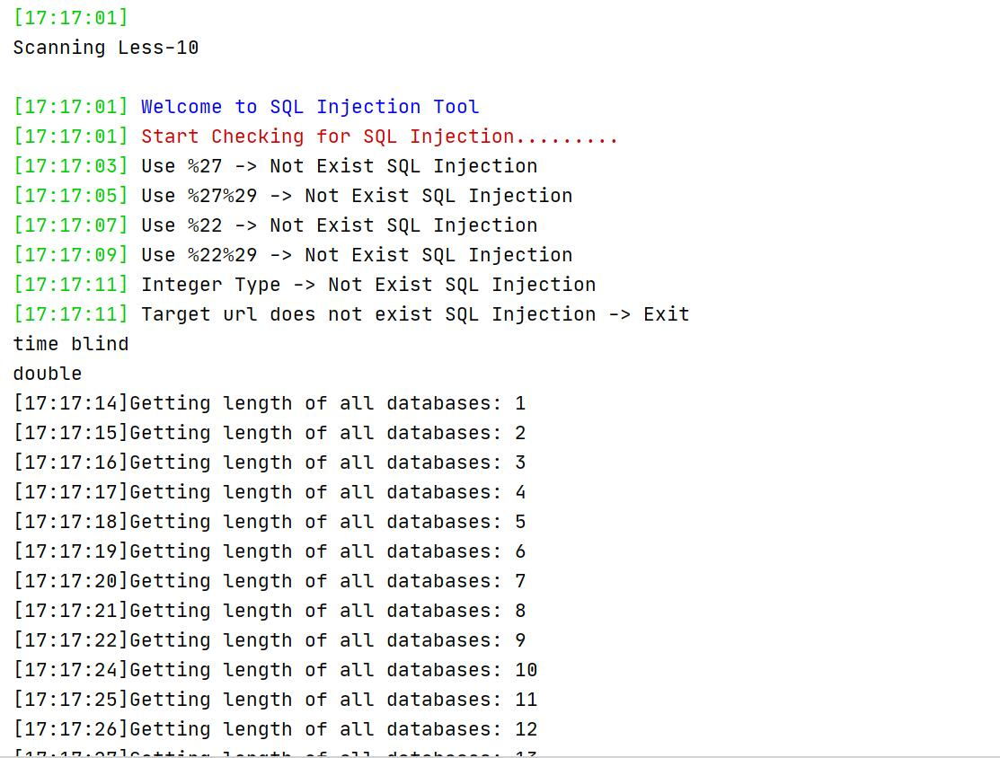 [17:17:01]
Scanning Less-10
[17:17:01] Welcome to SQL Injection Tool
[17:17:01] Start Checking for SQL Injection.........
[17:17:03] Use %27 -> Not Exist SQL Injection
[17:17:05] Use %27%29 -> Not Exist SQL Injection
[17:17:07] Use %22 -> Not Exist SQL Injection
[17:17:09] Use %22%29 -> Not Exist SQL Injection
[17:17:11] Integer Type -> Not Exist SQL Injection
[17:17:11] Target url does not exist SQL Injection -> Exit
time blind
double
[17:17:14]Getting length of all databases: 1
[17:17:15]Getting length of all databases: 2
[17:17:16]Getting length of all databases: 3
[17:17:17]Getting length of all databases: 4
[17:17:18]Getting length of all databases: 5
[17:17:19]Getting length of all databases: 6
[17:17:20]Getting length of all databases: 7
[17:17:21]Getting length of all databases: 8
[17:17:22]Getting length of all databases: 9
[17:17:24]Getting length of all databases: 10
[17:17:25]Getting length of all databases: 11
[17:17:26]Getting length of all databases: 12
[17:17:27]Getting length of all databases: 13